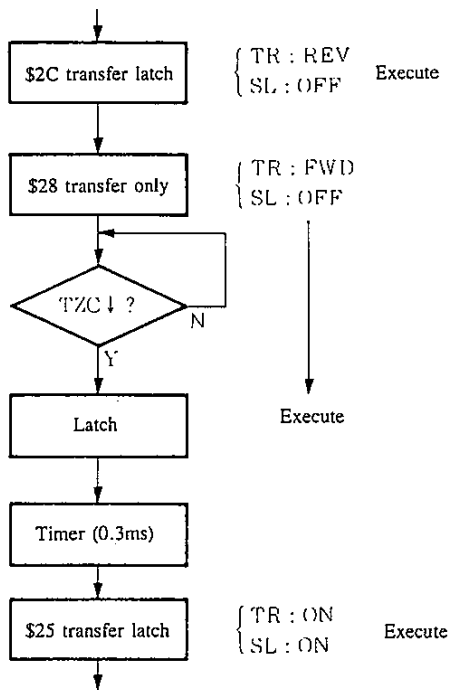 $2C transfer latch
{ TR : REV
SL : OFF
Execute
$28 transfer only
{ TR : FWD
SL : OFF
TZC↓ ?
N
Y
Latch
Execute
Timer (0.3ms)
$25 transfer latch
{ TR : ON
SL : ON
Execute